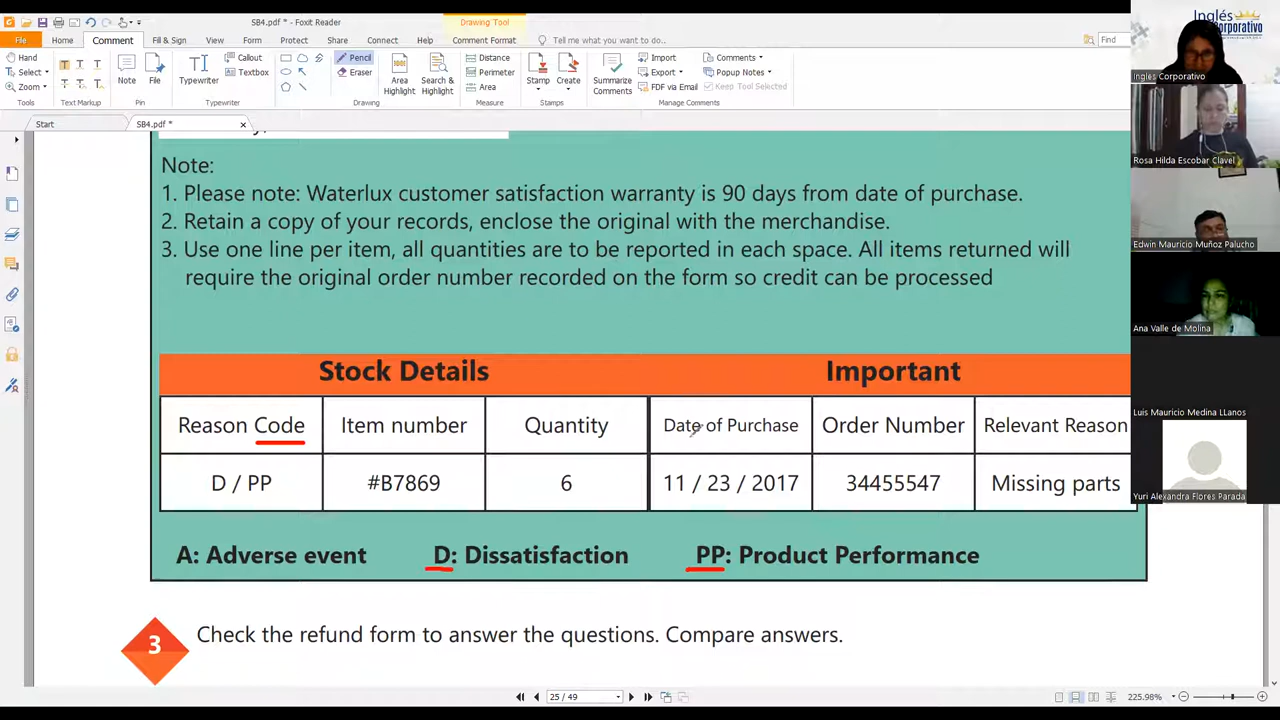 SB4.pdf * - Foxit Reader
Drawing Tool
File Home Comment Fill & Sign View Form Protect Share Connect Help Comment Format Tell me what you want to do..
Find
Hand
Select
Zoom
Tools
Text Markup
Note
File
Pin
Typewriter
Callout
Textbox
Typewriter
Pencil
Eraser
Drawing
Area Highlight
Search & Highlight
Distance
Perimeter
Area
Measure
Stamp
Create
Stamps
Summarize Comments
Import
Export
FDF via Email
Comments
Popup Notes
Keep Tool Selected
Manage Comments
Start
SB4.pdf *
Note:
1. Please note: Waterlux customer satisfaction warranty is 90 days from date of purchase.
2. Retain a copy of your records, enclose the original with the merchandise.
3. Use one line per item, all quantities are to be reported in each space. All items returned will
require the original order number recorded on the form so credit can be processed
Stock Details Important
Reason Code Item number Quantity Date of Purchase Order Number Relevant Reason
D / PP #B7869 6 11 / 23 / 2017 34455547 Missing parts
A: Adverse event D: Dissatisfaction PP: Product Performance
3 Check the refund form to answer the questions. Compare answers.
25 / 49
225.98%
Inglés
Corporativo
Ingles Corporativo
Rosa Hilda Escobar Clavel
Edwin Mauricio Muñoz Palucho
Ana Valle de Molina
Luis Mauricio Medina LLanos
Yuri Alexandra Flores Parada